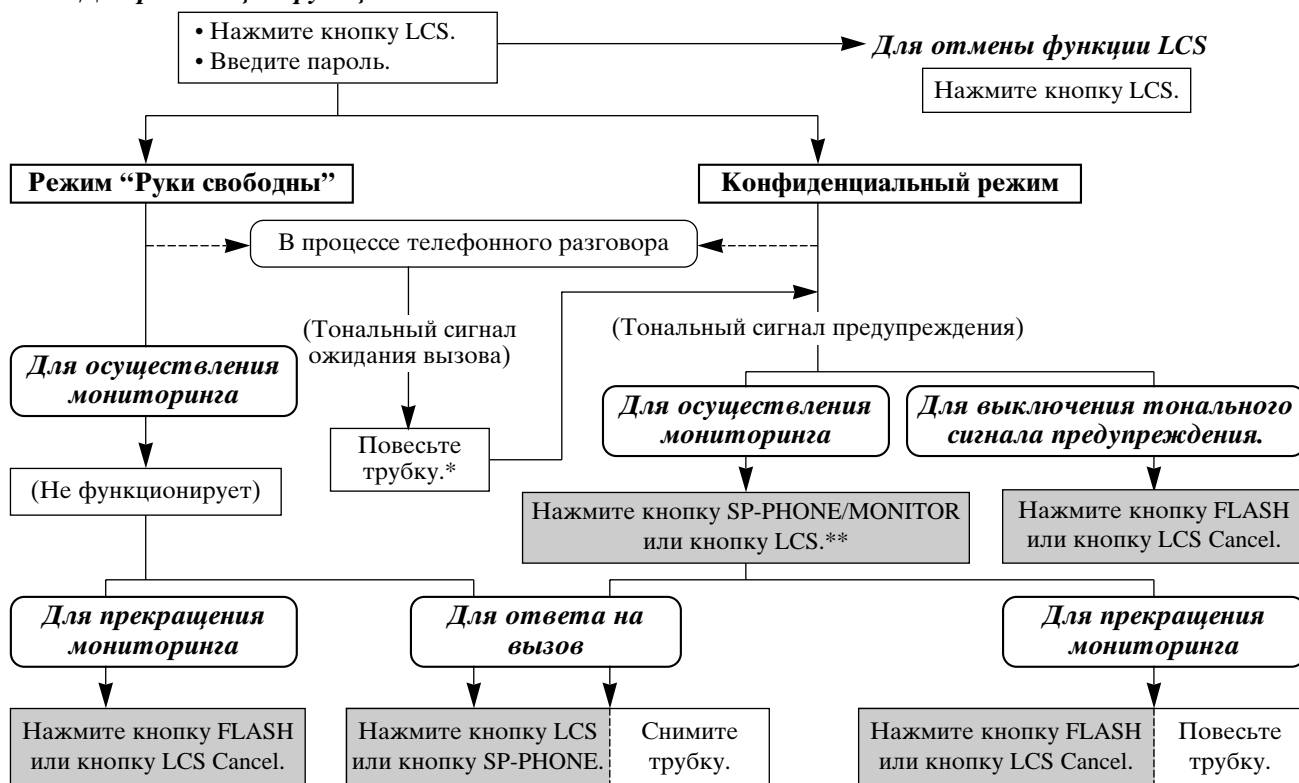 • Нажмите кнопку LCS.
• Введите пароль.
Для отмены функции LCS
Нажмите кнопку LCS.
Режим “Руки свободны”
Конфиденциальный режим
В процессе телефонного разговора
(Тональный сигнал
ожидания вызова)
(Тональный сигнал предупреждения)
Для осуществления
мониторинга
Для осуществления
мониторинга
Для выключения тонального
сигнала предупреждения.
Повесьте
трубку.*
(Не функционирует)
Нажмите кнопку SP-PHONE/MONITOR
или кнопку LCS.**
Нажмите кнопку FLASH
или кнопку LCS Cancel.
Для прекращения
мониторинга
Для ответа на
вызов
Для прекращения
мониторинга
Нажмите кнопку FLASH
или кнопку LCS Cancel.
Нажмите кнопку LCS
или кнопку SP-PHONE.
Снимите
трубку.
Нажмите кнопку FLASH
или кнопку LCS Cancel.
Повесьте
трубку.